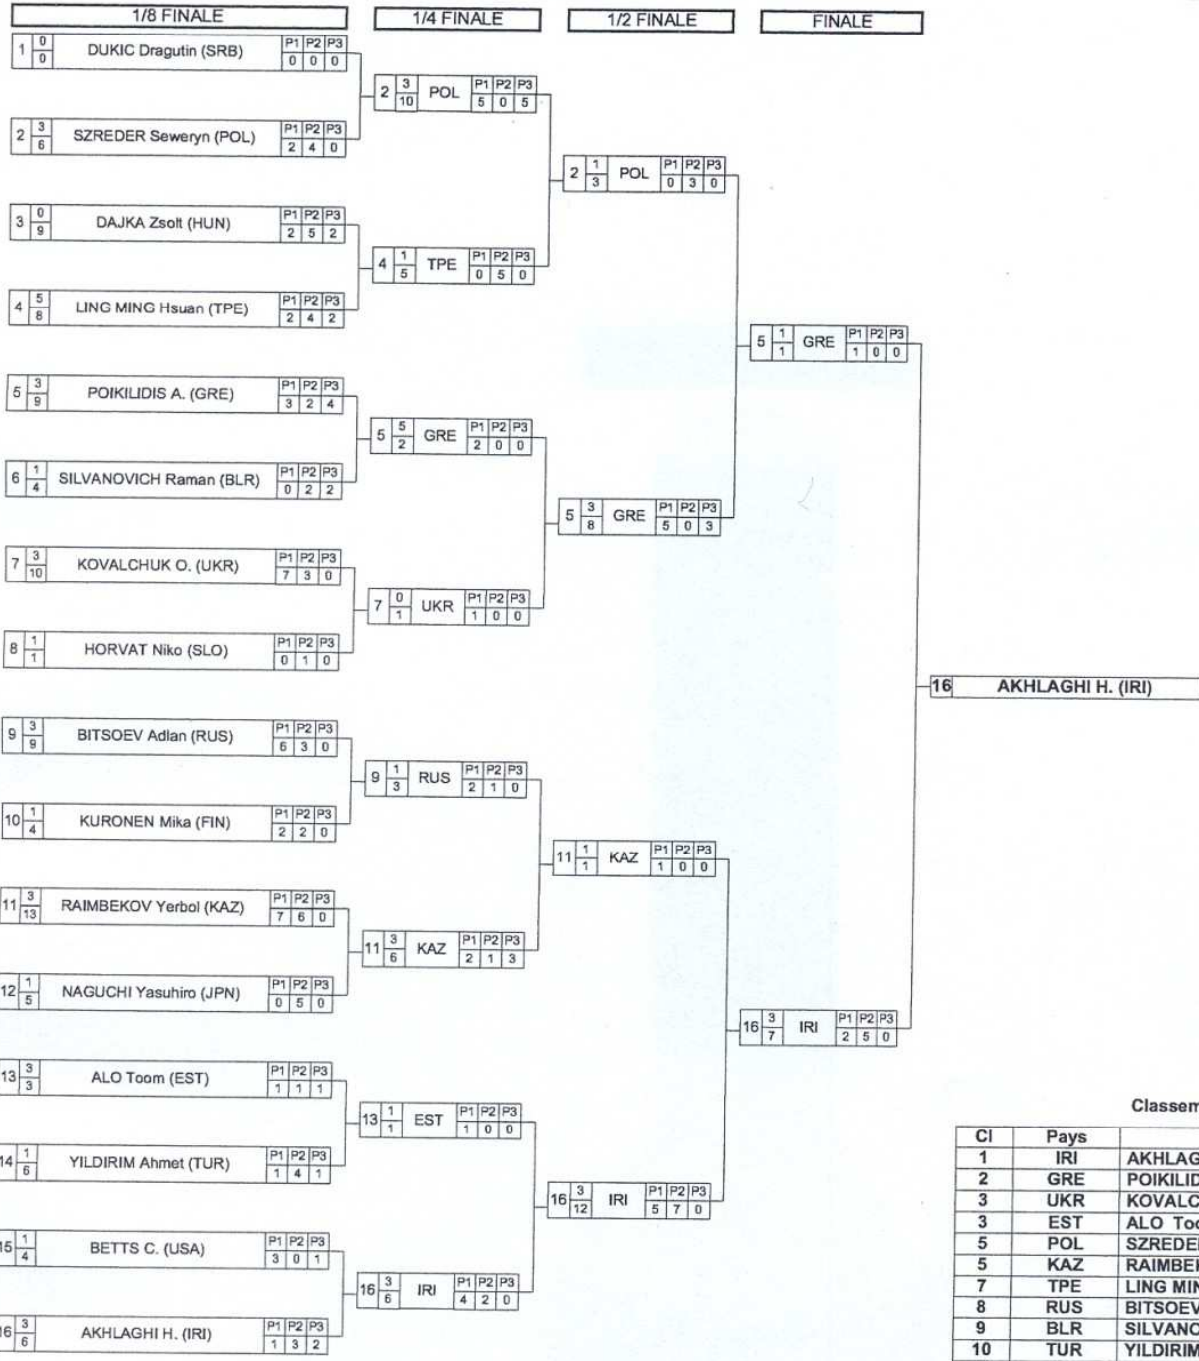 1/8 FINALE 1/4 FINALE 1/2 FINALE FINALE
1 0 0 DUKIC Dragutin (SRB) P1 P2 P3 0 0 0
2 3 10 POL P1 P2 P3 5 0 5
2 3 6 SZREDER Seweryn (POL) P1 P2 P3 2 4 0
2 1 3 POL P1 P2 P3 0 3 0
3 0 9 DAJKA Zsolt (HUN) P1 P2 P3 2 5 2
4 1 5 TPE P1 P2 P3 0 5 0
4 5 8 LING MING Hsuan (TPE) P1 P2 P3 2 4 2
5 1 1 GRE P1 P2 P3 1 0 0
5 3 9 POIKILIDIS A. (GRE) P1 P2 P3 3 2 4
5 5 2 GRE P1 P2 P3 2 0 0
6 1 4 SILVANOVICH Raman (BLR) P1 P2 P3 0 2 2
5 3 8 GRE P1 P2 P3 5 0 3
7 3 10 KOVALCHUK O. (UKR) P1 P2 P3 7 3 0
7 0 1 UKR P1 P2 P3 1 0 0
8 1 1 HORVAT Niko (SLO) P1 P2 P3 0 1 0
16 AKHLAGHI H. (IRI)
9 3 9 BITSOEV Adlan (RUS) P1 P2 P3 6 3 0
9 1 3 RUS P1 P2 P3 2 1 0
10 1 4 KURONEN Mika (FIN) P1 P2 P3 2 2 0
11 1 1 KAZ P1 P2 P3 1 0 0
11 3 13 RAIMBEKOV Yerbol (KAZ) P1 P2 P3 7 6 0
11 3 6 KAZ P1 P2 P3 2 1 3
12 1 5 NAGUCHI Yasuhiro (JPN) P1 P2 P3 0 5 0
16 3 7 IRI P1 P2 P3 2 5 0
13 3 3 ALO Toom (EST) P1 P2 P3 1 1 1
13 1 1 EST P1 P2 P3 1 0 0
14 1 6 YILDIRIM Ahmet (TUR) P1 P2 P3 1 4 1
16 3 12 IRI P1 P2 P3 5 7 0
15 1 4 BETTS C. (USA) P1 P2 P3 3 0 1
16 3 6 IRI P1 P2 P3 4 2 0
16 3 6 AKHLAGHI H. (IRI) P1 P2 P3 1 3 2
Classem
Cl Pays
1 IRI AKHLAG
2 GRE POIKILID
3 UKR KOVALC
3 EST ALO Too
5 POL SZREDE
5 KAZ RAIMBE
7 TPE LING MIN
8 RUS BITSOEV
9 BLR SILVANO
10 TUR YILDIRIM